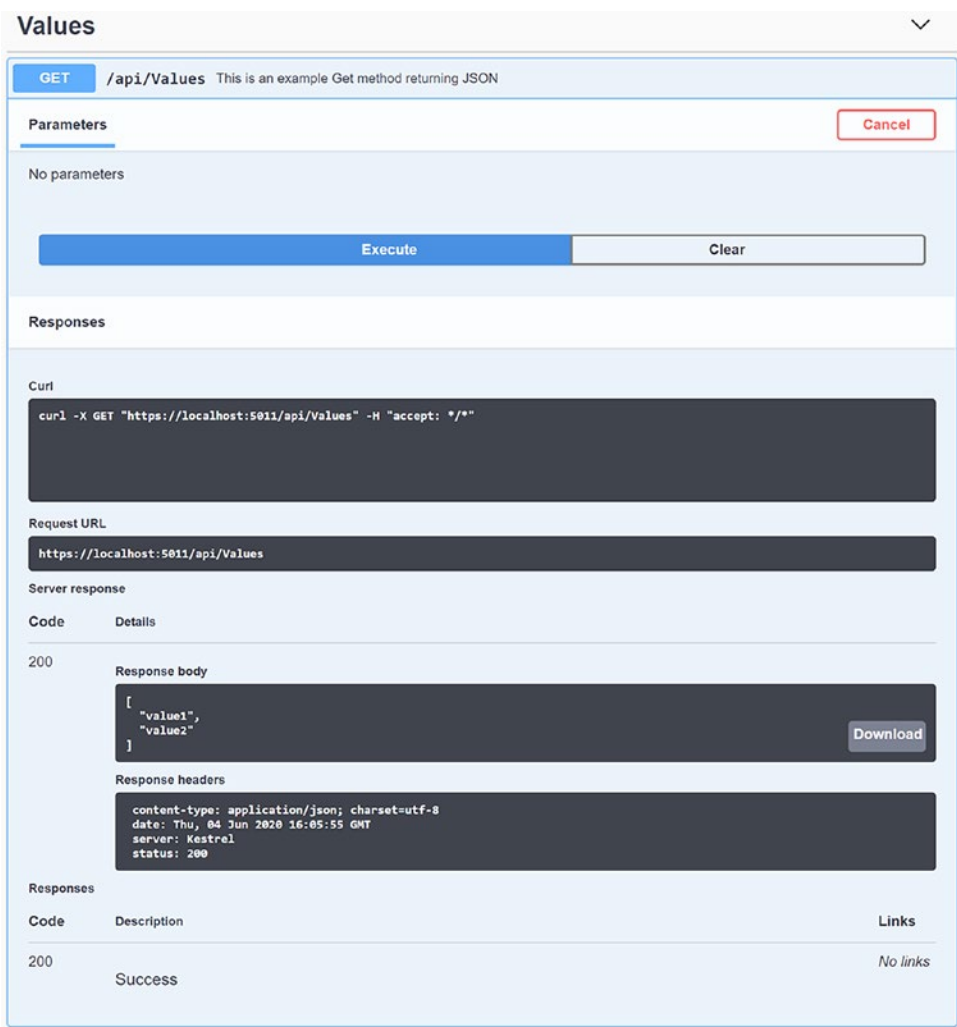 Values
GET /api/Values This is an example Get method returning JSON
Parameters Cancel
No parameters
Execute Clear
Responses
Curl
curl -X GET "https://localhost:5011/api/Values" -H "accept: */*"
Request URL
https://localhost:5011/api/Values
Server response
Code Details
200
Response body
[
"value1",
"value2"
]
Download
Response headers
content-type: application/json; charset=utf-8
date: Thu, 04 Jun 2020 16:05:55 GMT
server: Kestrel
status: 200
Responses
Code Description Links
200 No links
Success